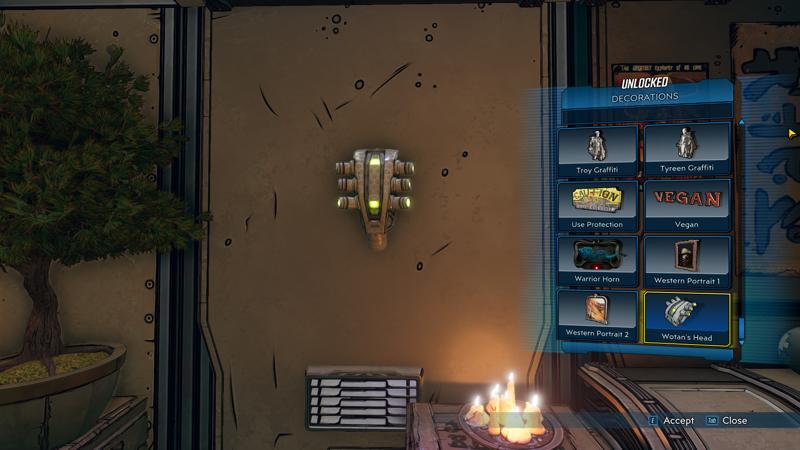 UNLOCKED
DECORATIONS
Troy Graffiti
Tyreen Graffiti
CAUTION
VEGAN
Use Protection
Vegan
Warrior Horn
Western Portrait 1
Western Portrait 2
Wotan's Head
E Accept
Tab Close